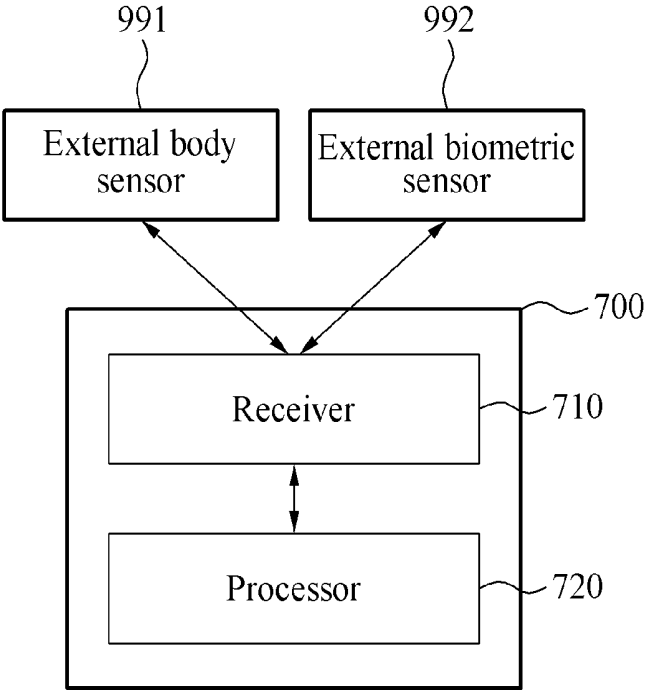 991
992
External body
sensor
External biometric
sensor
700
Receiver
710
Processor
720